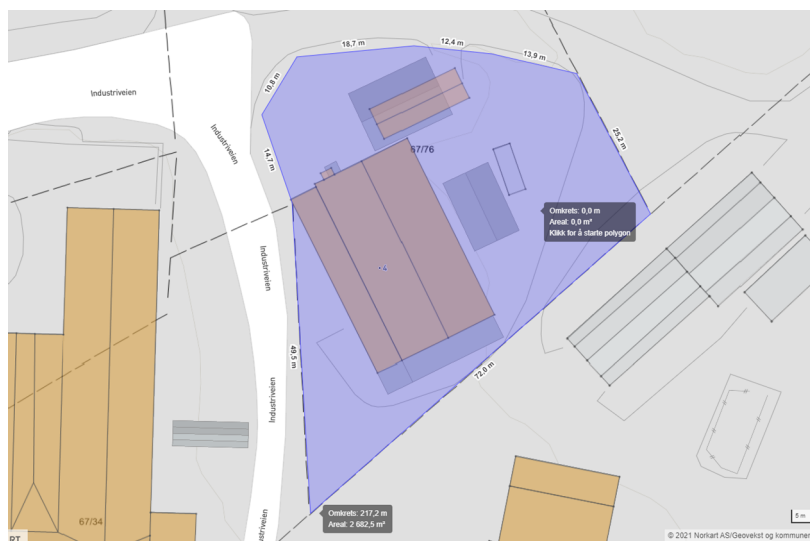 18,7 m
12,4 m
13,9 m
10,8 m
Industriveien
Industriveien
67/76
25,2 m
14,7 m
Omkrets: 0,0 m
Areal: 0,0 m²
Klikk for å starte polygon
Industriveien
4
49,5 m
72,0 m
Industriveien
Omkrets: 217,2 m
Areal: 2 682,5 m²
67/34
Industriveien
5 m
RT
© 2021 Norkart AS/Geovekst og kommuner